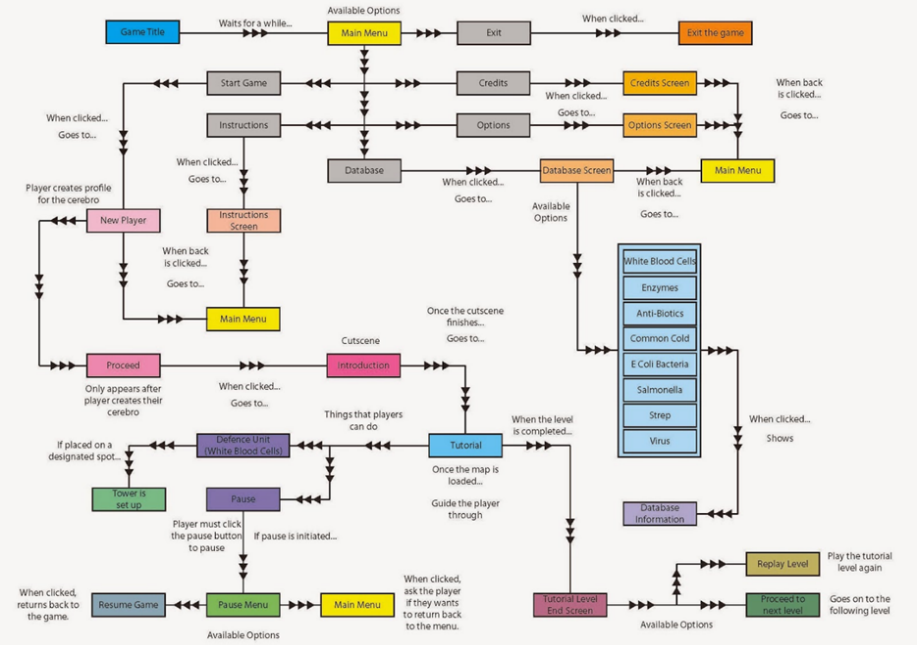 Available Options
Game Title
Waits for a while...
Main Menu
Exit
When clicked...
Exit the game
Start Game
Credits
When clicked...
Goes to...
Credits Screen
When back
is clicked...
Goes to...
When clicked...
Goes to...
Instructions
Options
Options Screen
When clicked...
Goes to...
Database
When clicked...
Goes to...
Database Screen
When back
is clicked...
Goes to...
Main Menu
Player creates profile
for the cerebro
New Player
Instructions
Screen
Available
Options
When back
is clicked...
Goes to...
Main Menu
White Blood Cells
Enzymes
Anti-Biotics
Common Cold
E Coli Bacteria
Salmonella
Strep
Virus
When clicked...
Shows
Database
Information
Once the cutscene
finishes...
Goes to...
Cutscene
Proceed
Introduction
Only appears after
player creates their
cerebro
When clicked...
Goes to...
Things that players
can do
When the level
is completed...
If placed on a
designated spot...
Defence Unit
(White Blood Cells)
Tutorial
Once the map is
loaded...
Guide the player
through
Tower is
set up
Pause
Player must click
the pause button
to pause
If pause is initiated...
When clicked,
returns back to
the game.
Resume Game
Pause Menu
Main Menu
When clicked,
ask the player
if they wants
to return back
to the menu.
Available Options
Tutorial Level
End Screen
Available Options
Replay Level
Play the tutorial
level again
Proceed to
next level
Goes on to the
following level